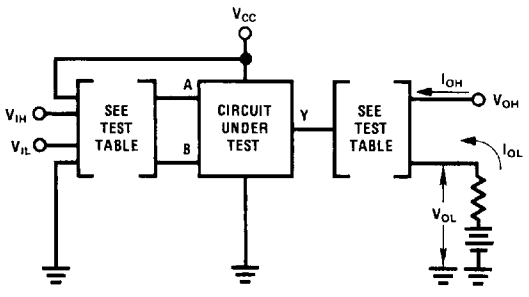 VCC
IOH
A
CIRCUIT
UNDER
TEST
SEE
TEST
TABLE
Y
SEE
TEST
TABLE
VOH
VIH
VIL
B
IOL
VOL